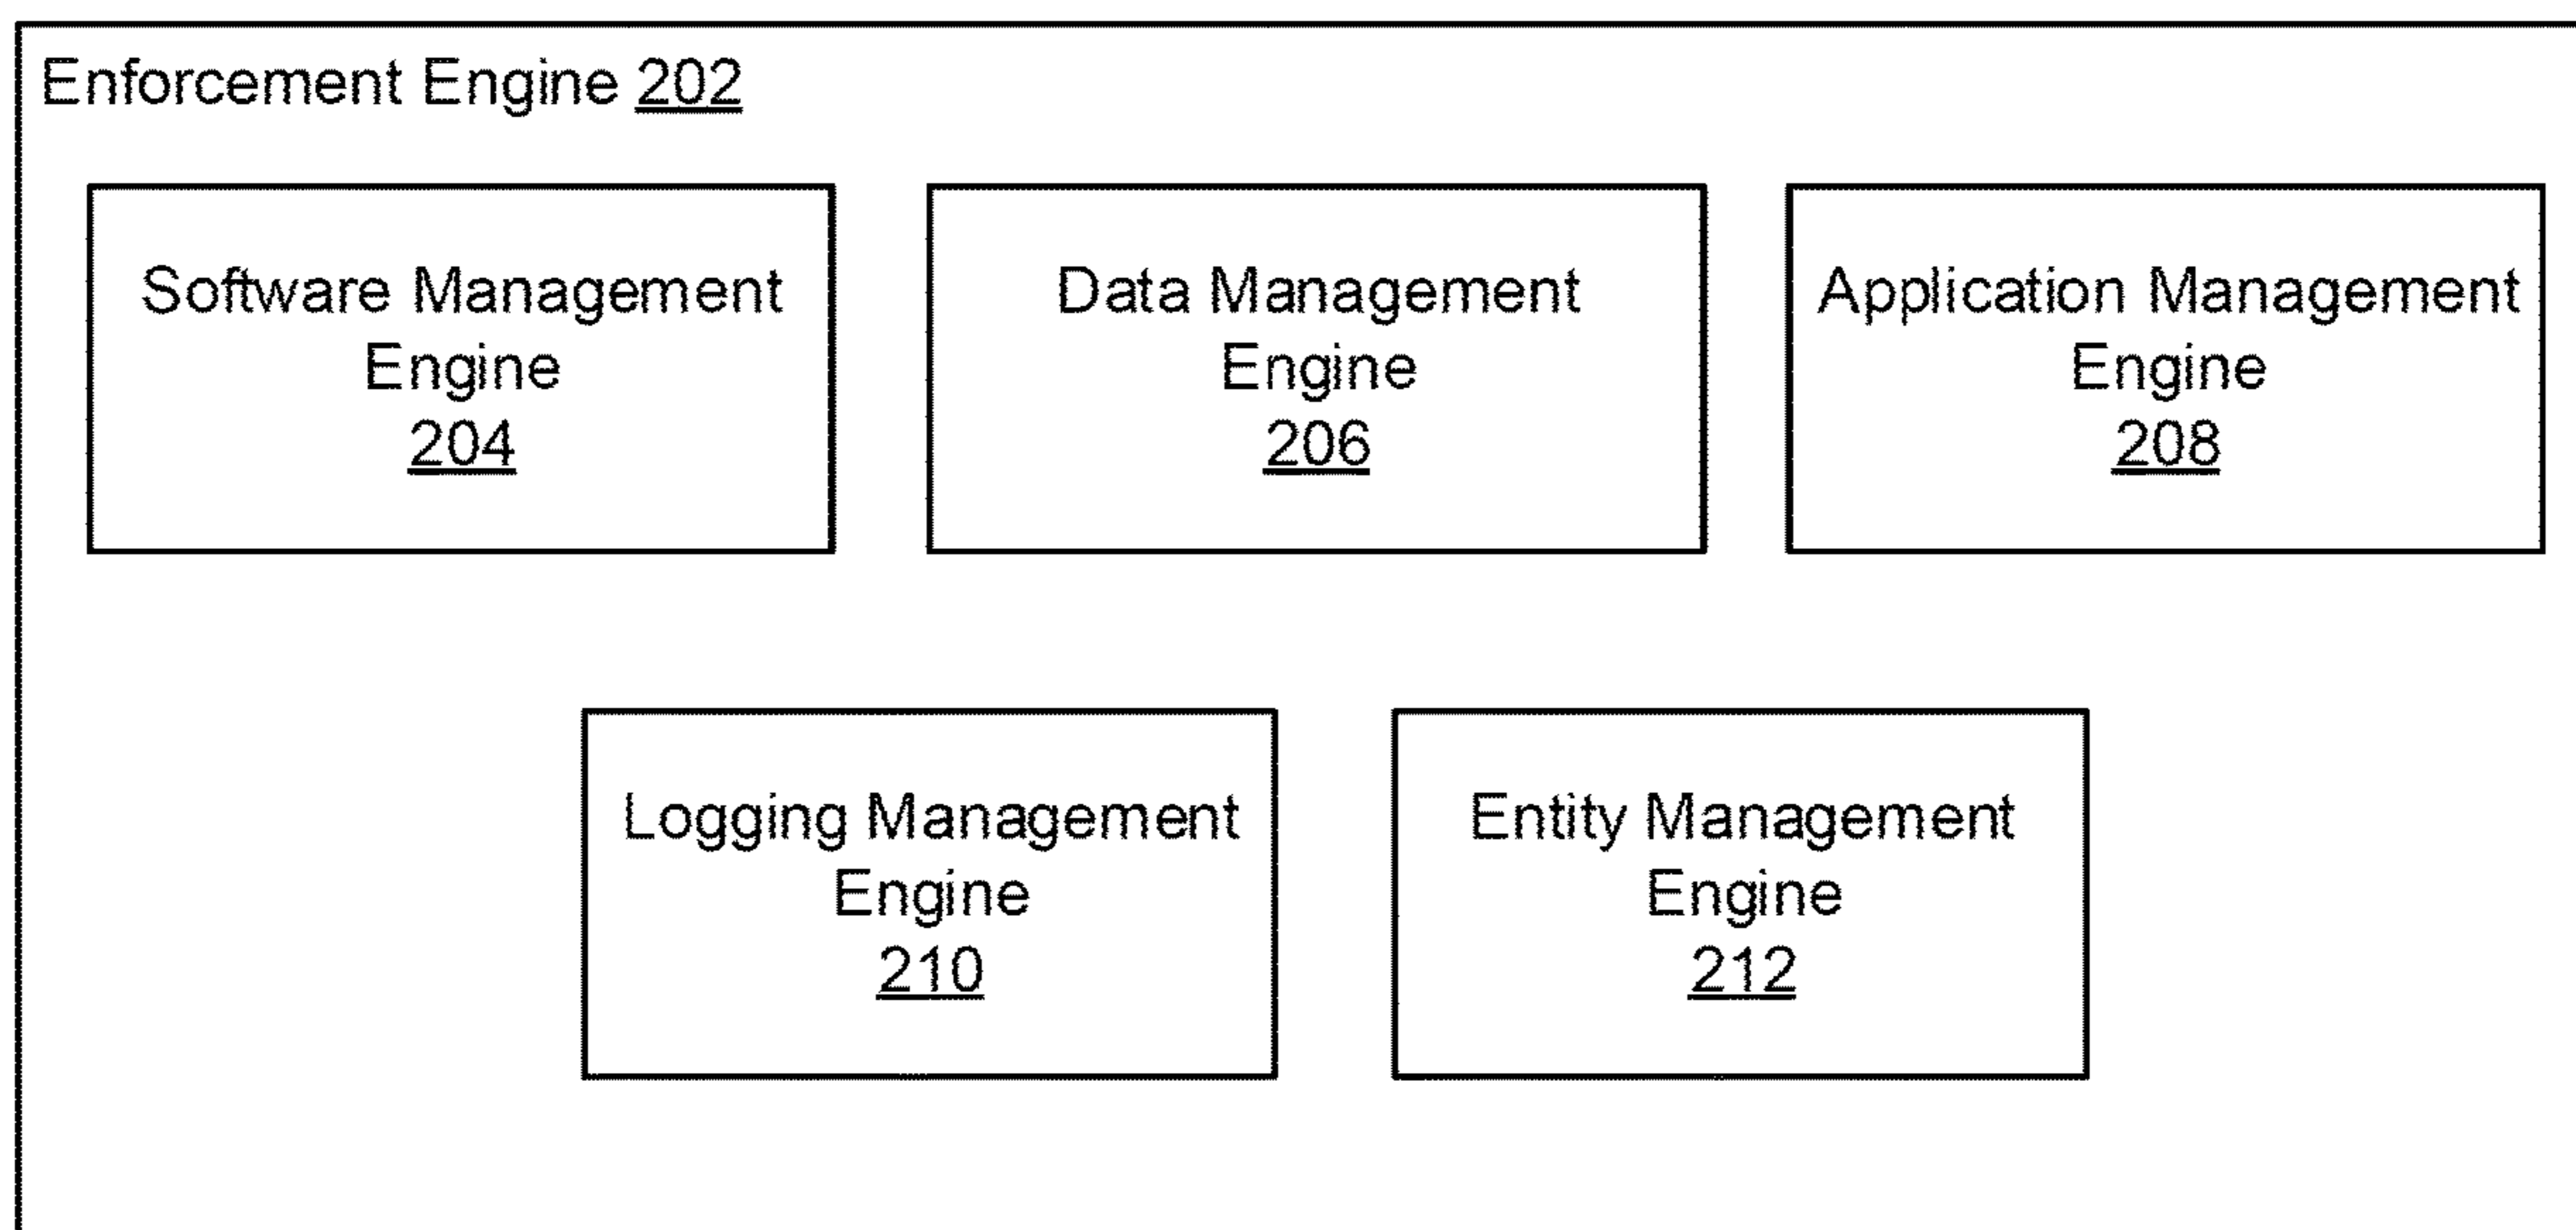 Enforcement Engine 202
Software Management
Engine
204
Data Management
Engine
206
Application Management
Engine
208
Logging Management
Engine
210
Entity Management
Engine
212